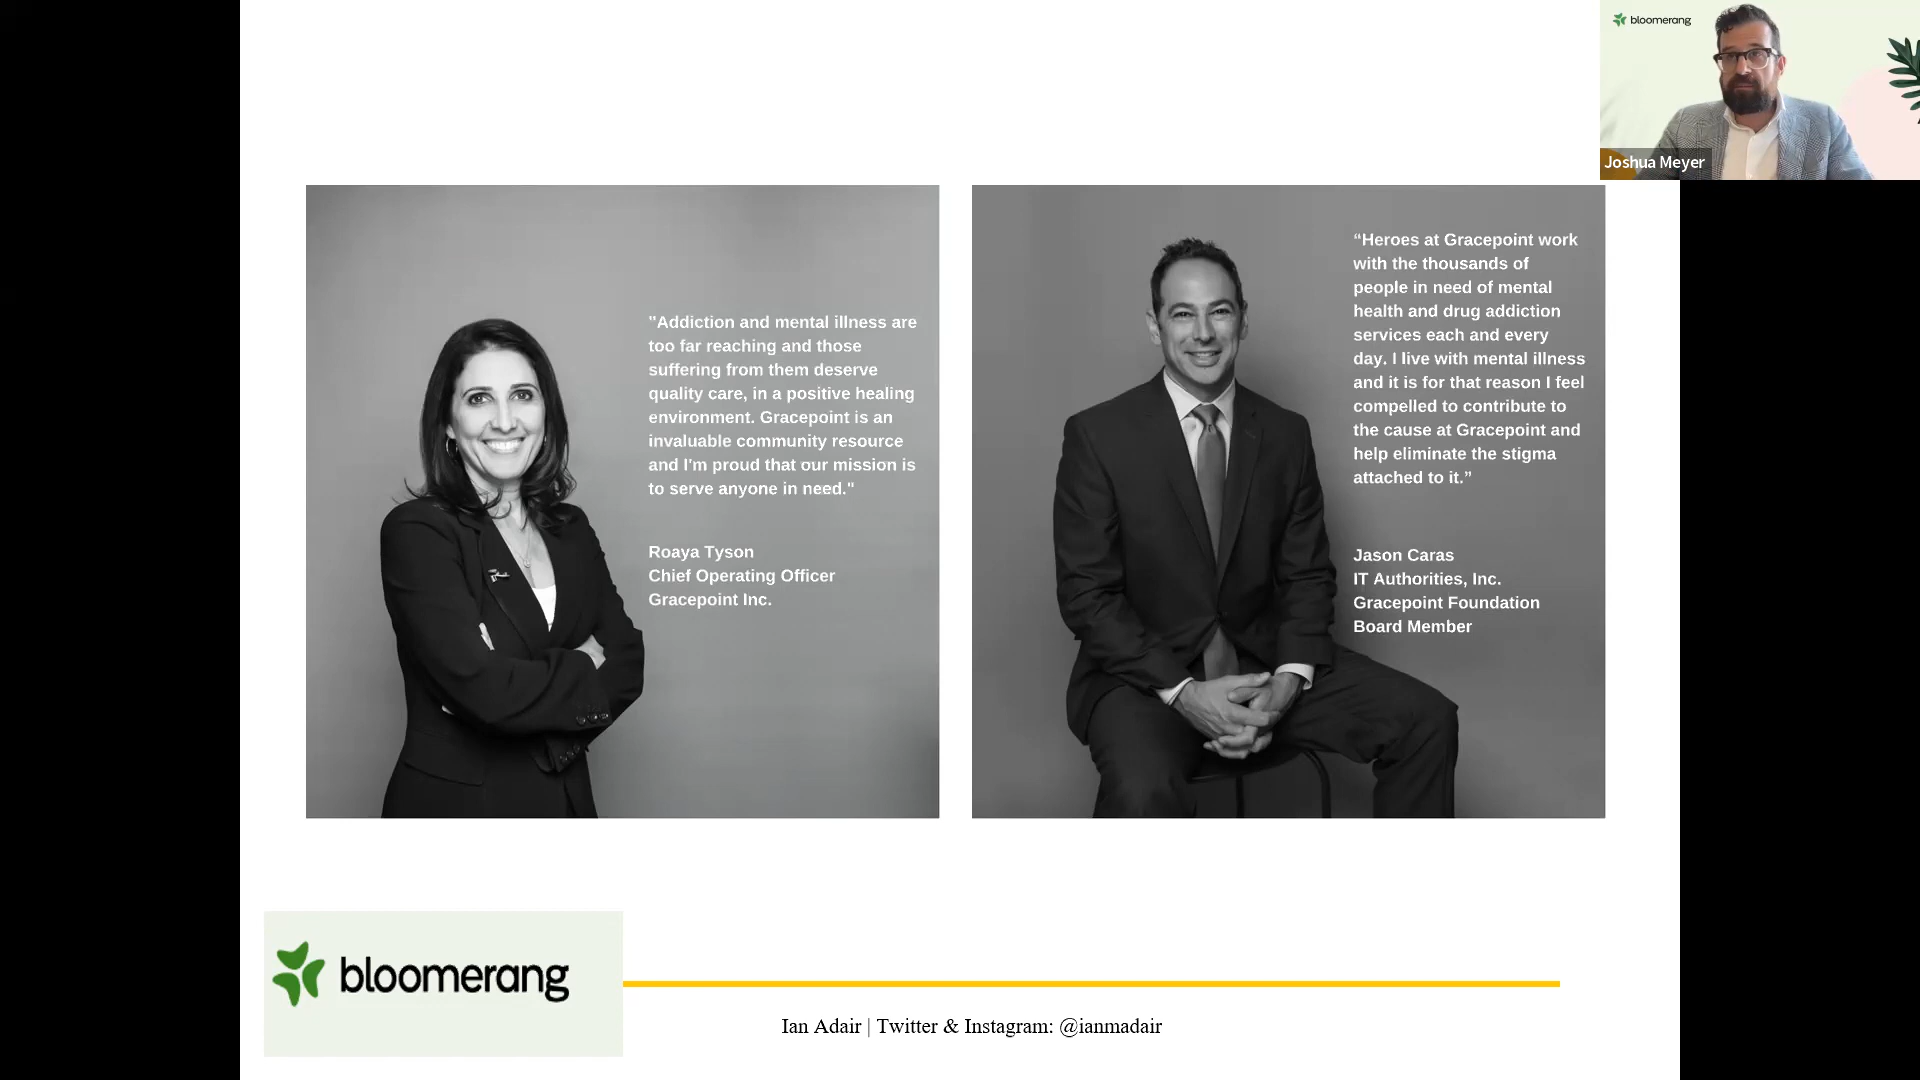 bloomerang
Joshua Meyer
"Addiction and mental illness are
too far reaching and those
suffering from them deserve
quality care, in a positive healing
environment. Gracepoint is an
invaluable community resource
and I'm proud that our mission is
to serve anyone in need."
Roaya Tyson
Chief Operating Officer
Gracepoint Inc.
“Heroes at Gracepoint work
with the thousands of
people in need of mental
health and drug addiction
services each and every
day. I live with mental illness
and it is for that reason I feel
compelled to contribute to
the cause at Gracepoint and
help eliminate the stigma
attached to it.”
Jason Caras
IT Authorities, Inc.
Gracepoint Foundation
Board Member
bloomerang
Ian Adair | Twitter & Instagram: @ianmadair